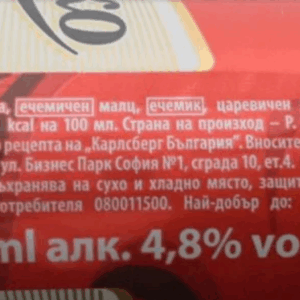 со
а, ечемичен малц, ечемик, царевичен
kcal на 100 мл. Страна на произход – Р.
рецепта на „Карлсберг България“. Вносите
ул. Бизнес Парк София №1, сграда 10, ет.4.
ъхранява на сухо и хладно място, защит
отребителя 080011500. Най-добър до:
ml алк. 4,8% vo